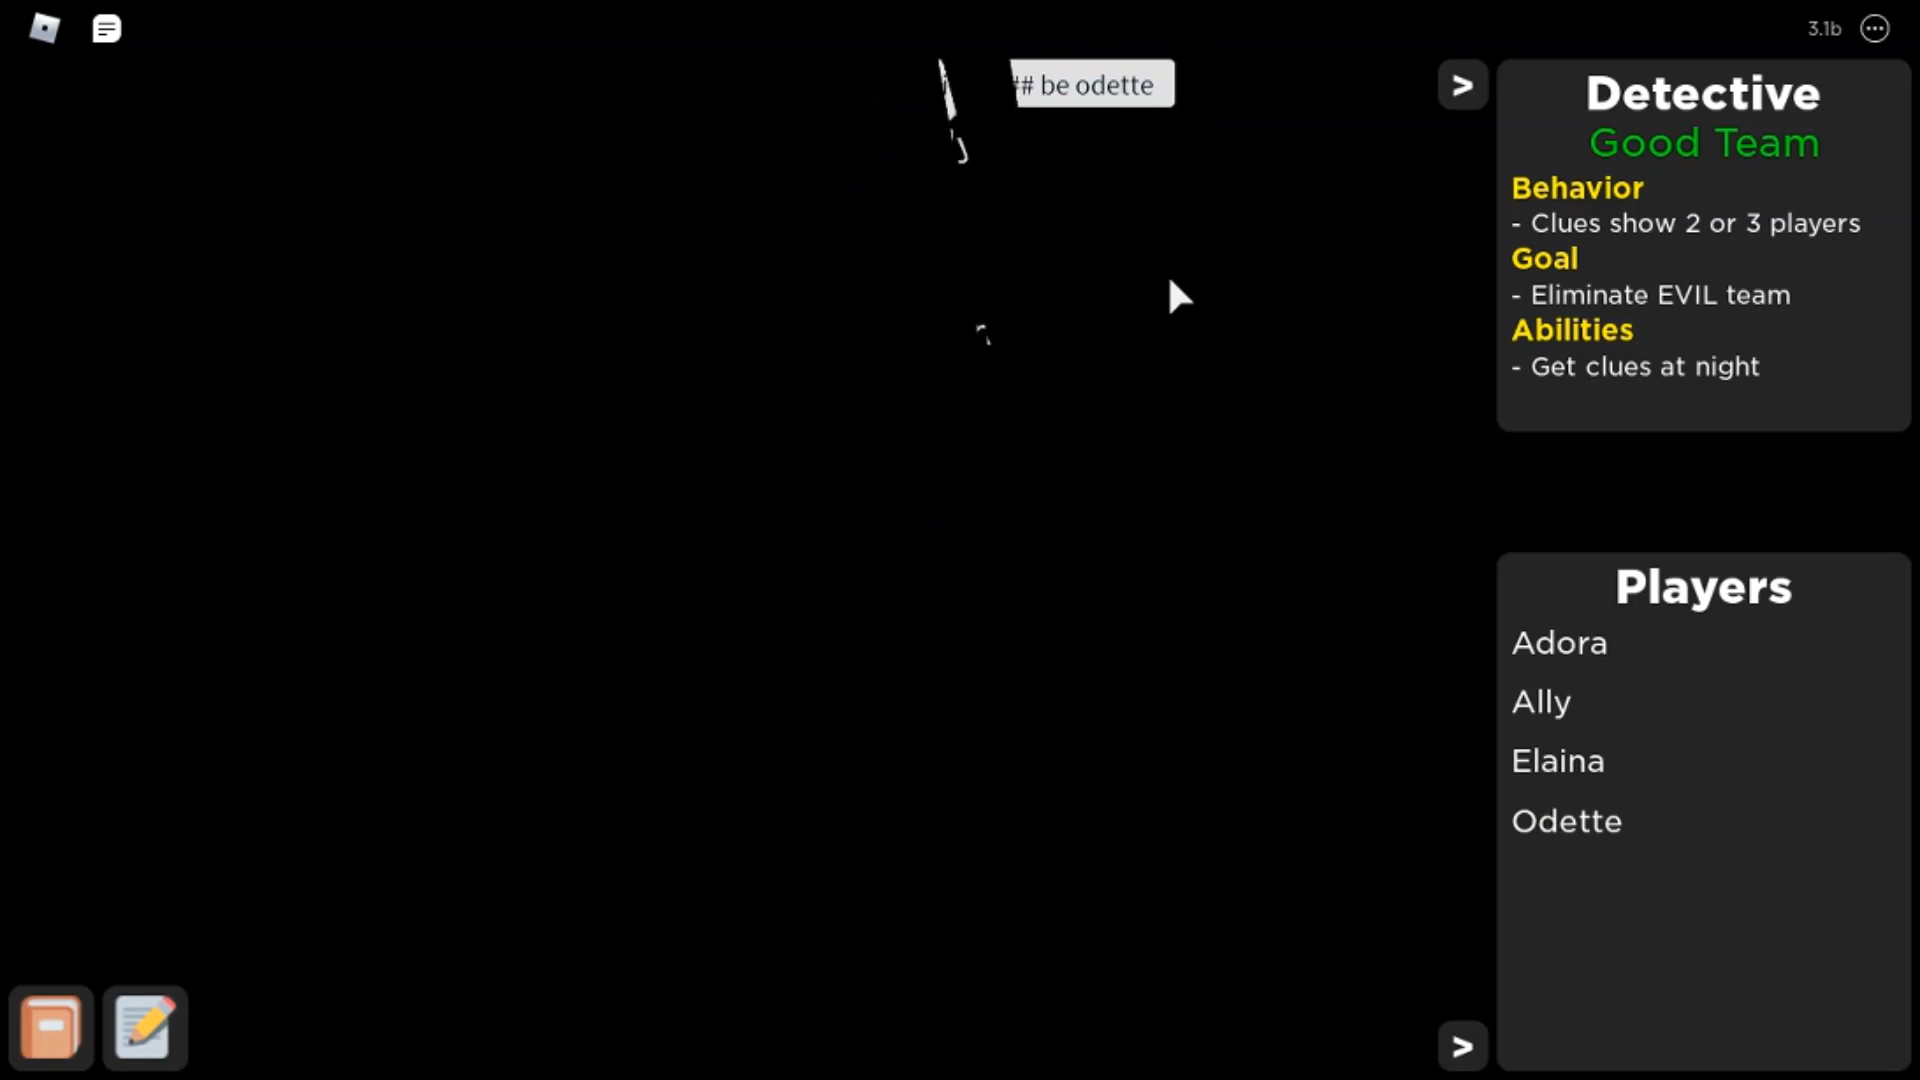 3.1b
## be odette
>
Detective
Good Team
Behavior
- Clues show 2 or 3 players
Goal
- Eliminate EVIL team
Abilities
- Get clues at night
Players
Adora
Ally
Elaina
Odette
>